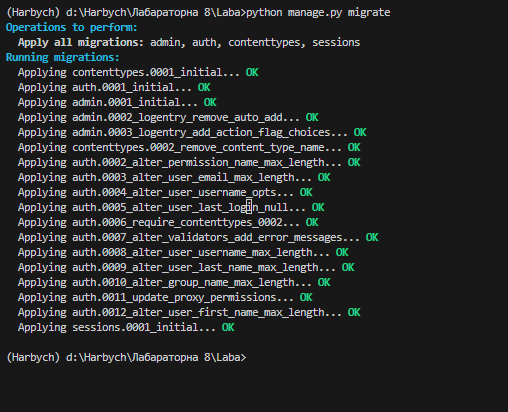 (Harbych) d:\Harbych\Лабараторна 8\Laba>python manage.py migrate
Operations to perform:
  Apply all migrations: admin, auth, contenttypes, sessions
Running migrations:
  Applying contenttypes.0001_initial... OK
  Applying auth.0001_initial... OK
  Applying admin.0001_initial... OK
  Applying admin.0002_logentry_remove_auto_add... OK
  Applying admin.0003_logentry_add_action_flag_choices... OK
  Applying contenttypes.0002_remove_content_type_name... OK
  Applying auth.0002_alter_permission_name_max_length... OK
  Applying auth.0003_alter_user_email_max_length... OK
  Applying auth.0004_alter_user_username_opts... OK
  Applying auth.0005_alter_user_last_login_null... OK
  Applying auth.0006_require_contenttypes_0002... OK
  Applying auth.0007_alter_validators_add_error_messages... OK
  Applying auth.0008_alter_user_username_max_length... OK
  Applying auth.0009_alter_user_last_name_max_length... OK
  Applying auth.0010_alter_group_name_max_length... OK
  Applying auth.0011_update_proxy_permissions... OK
  Applying auth.0012_alter_user_first_name_max_length... OK
  Applying sessions.0001_initial... OK
(Harbych) d:\Harbych\Лабараторна 8\Laba>